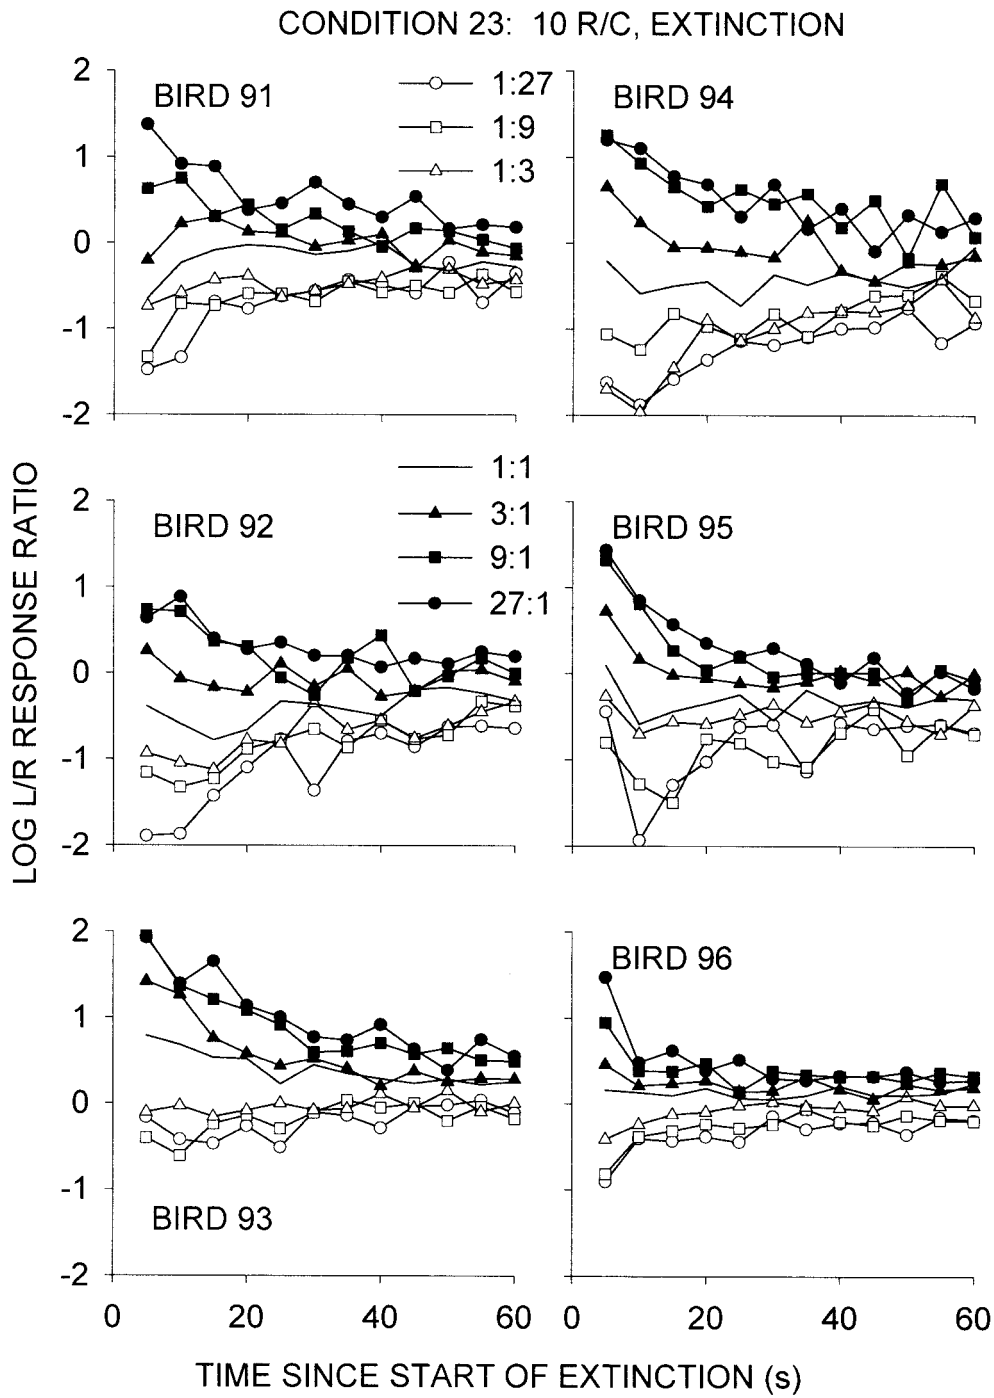 CONDITION 23: 10 R/C, EXTINCTION
2
1
0
-1
-2
BIRD 91
1:27
1:9
1:3
BIRD 94
LOG L/R RESPONSE RATIO
2
1
0
-1
-2
BIRD 92
1:1
3:1
9:1
27:1
BIRD 95
2
1
0
-1
-2
BIRD 93
BIRD 96
0 20 40 60 0 20 40 60
TIME SINCE START OF EXTINCTION (s)